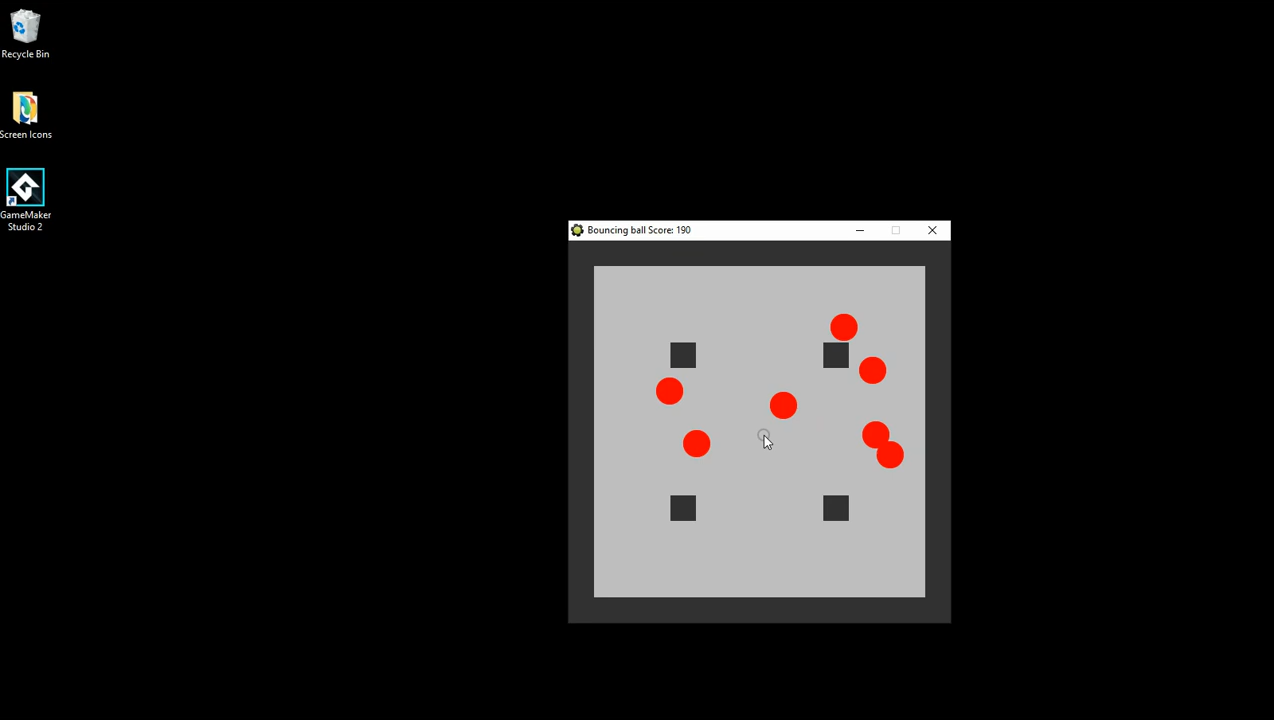 Recycle Bin
Screen Icons
GameMaker
Studio 2
Bouncing ball Score: 190